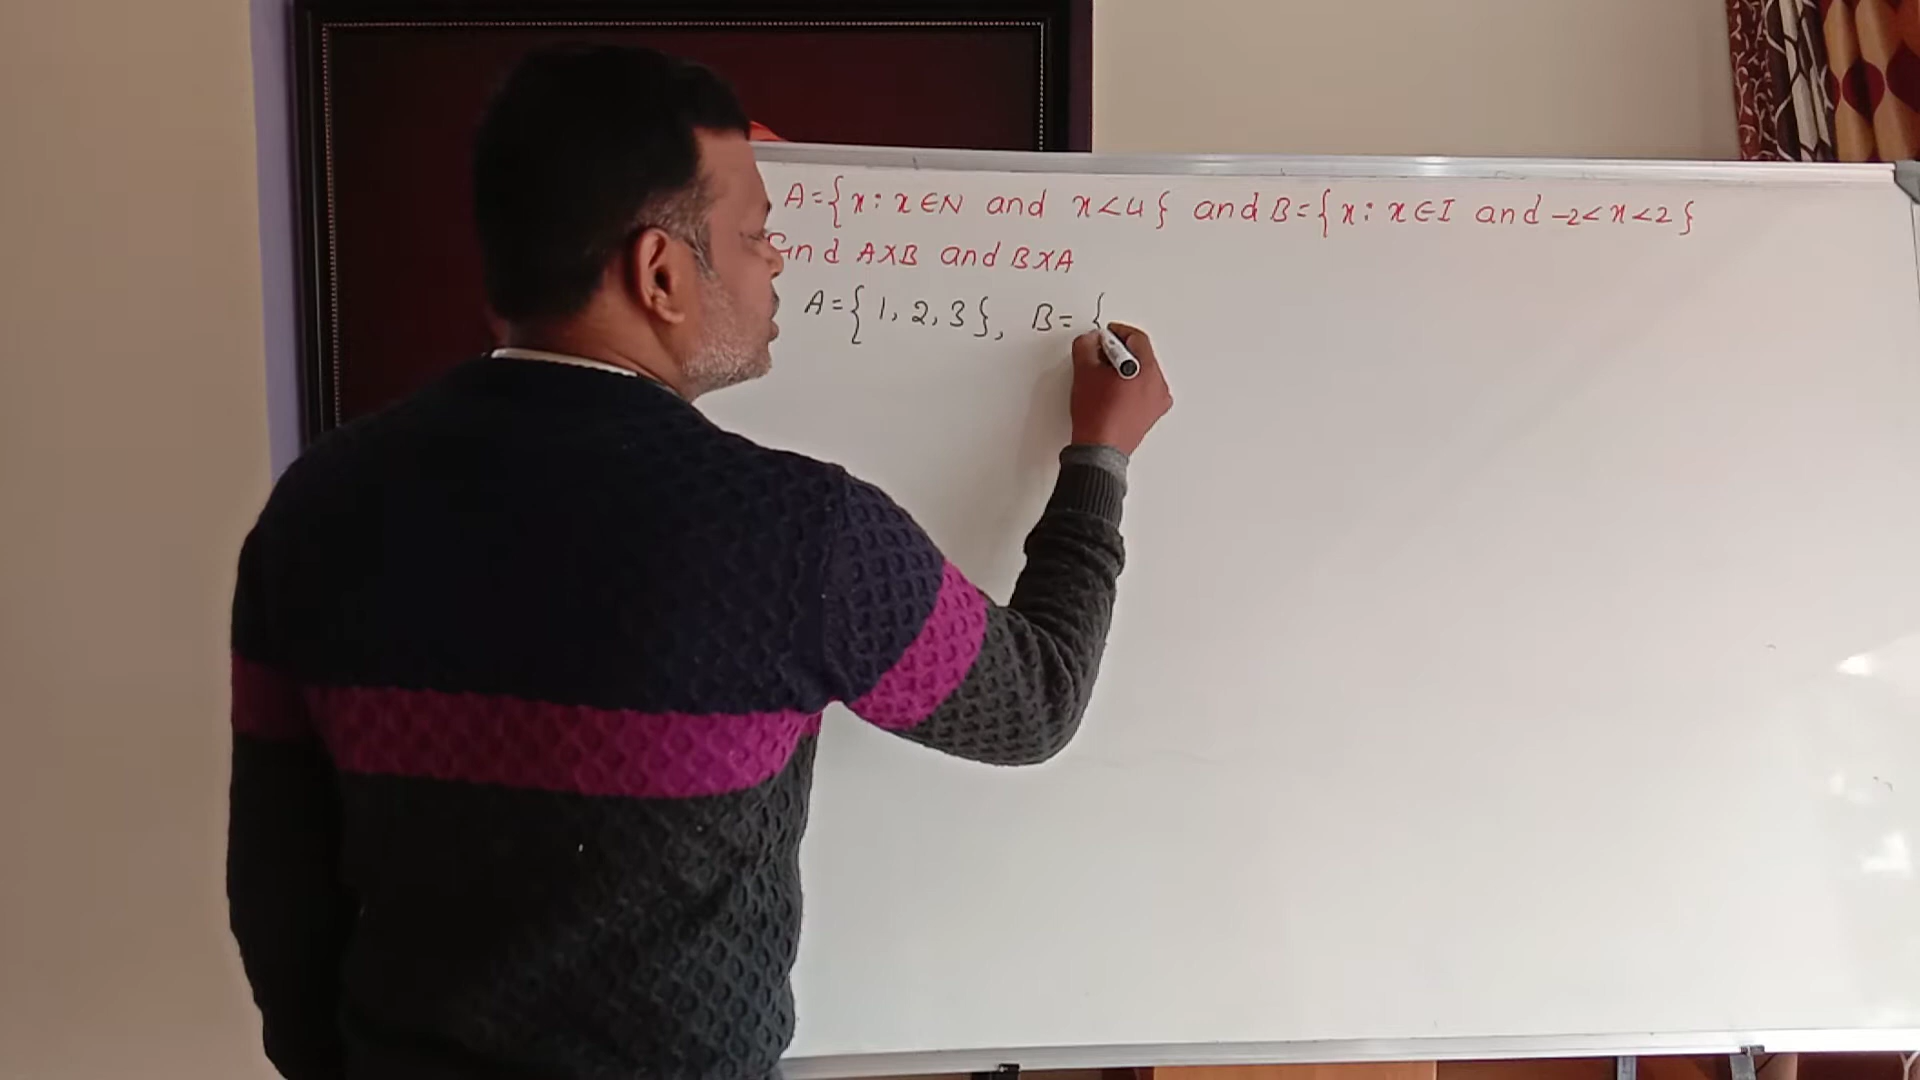 A={x: x∈N and x<4} and B={x: x∈I and -2<x<2}
Find A×B and B×A
A={1, 2, 3}, B= {